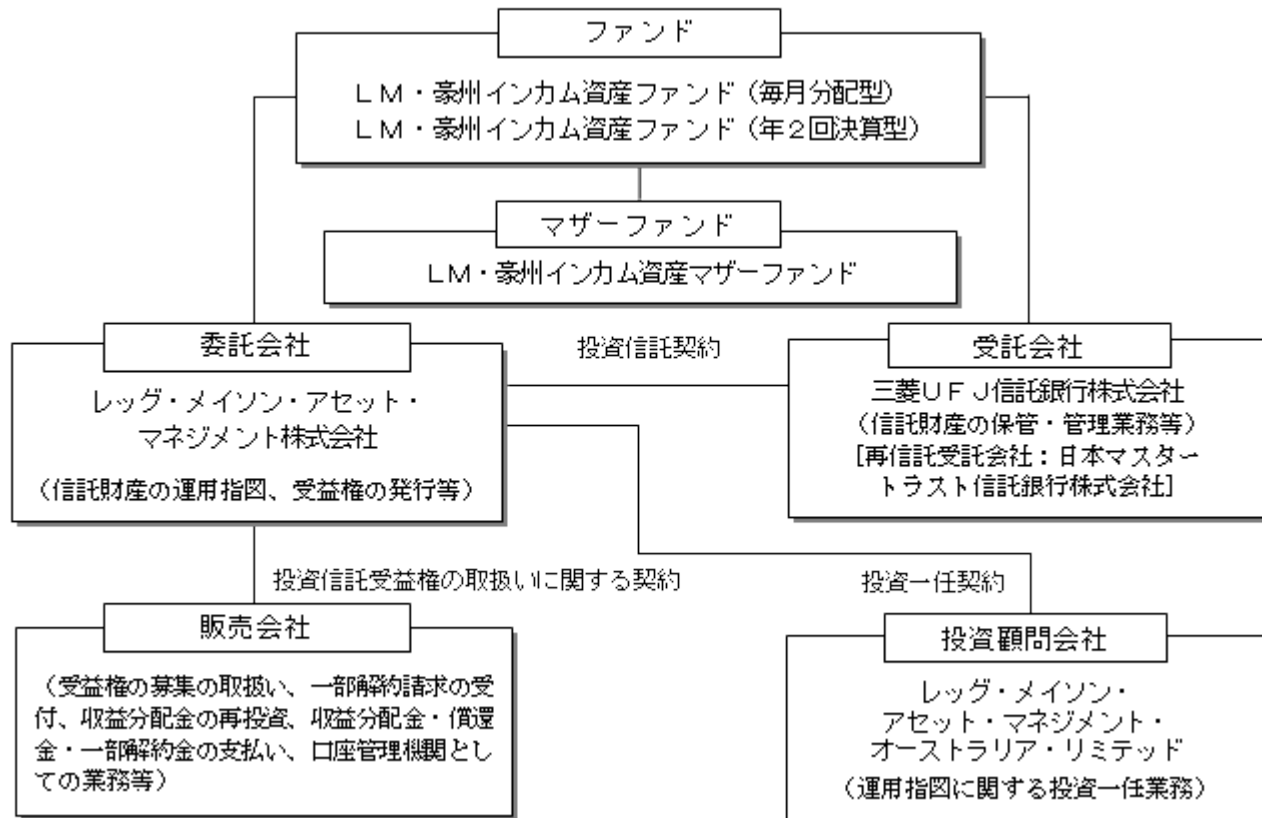 ファンド
ＬＭ・豪州インカム資産ファンド（毎月分配型）
ＬＭ・豪州インカム資産ファンド（年２回決算型）
マザーファンド
ＬＭ・豪州インカム資産マザーファンド
委託会社
レッグ・メイソン・アセット・
マネジメント株式会社
（信託財産の運用指図、受益権の発行等）
投資信託契約
受託会社
三菱ＵＦＪ信託銀行株式会社
（信託財産の保管・管理業務等）
[再信託受託会社：日本マスター
トラスト信託銀行株式会社]
投資信託受益権の取扱いに関する契約
投資一任契約
販売会社
（受益権の募集の取扱い、一部解約請求の受
付、収益分配金の再投資、収益分配金・償還
金・一部解約金の支払い、口座管理機関とし
ての業務等）
投資顧問会社
レッグ・メイソン・
アセット・マネジメント・
オーストラリア・リミテッド
（運用指図に関する投資一任業務）